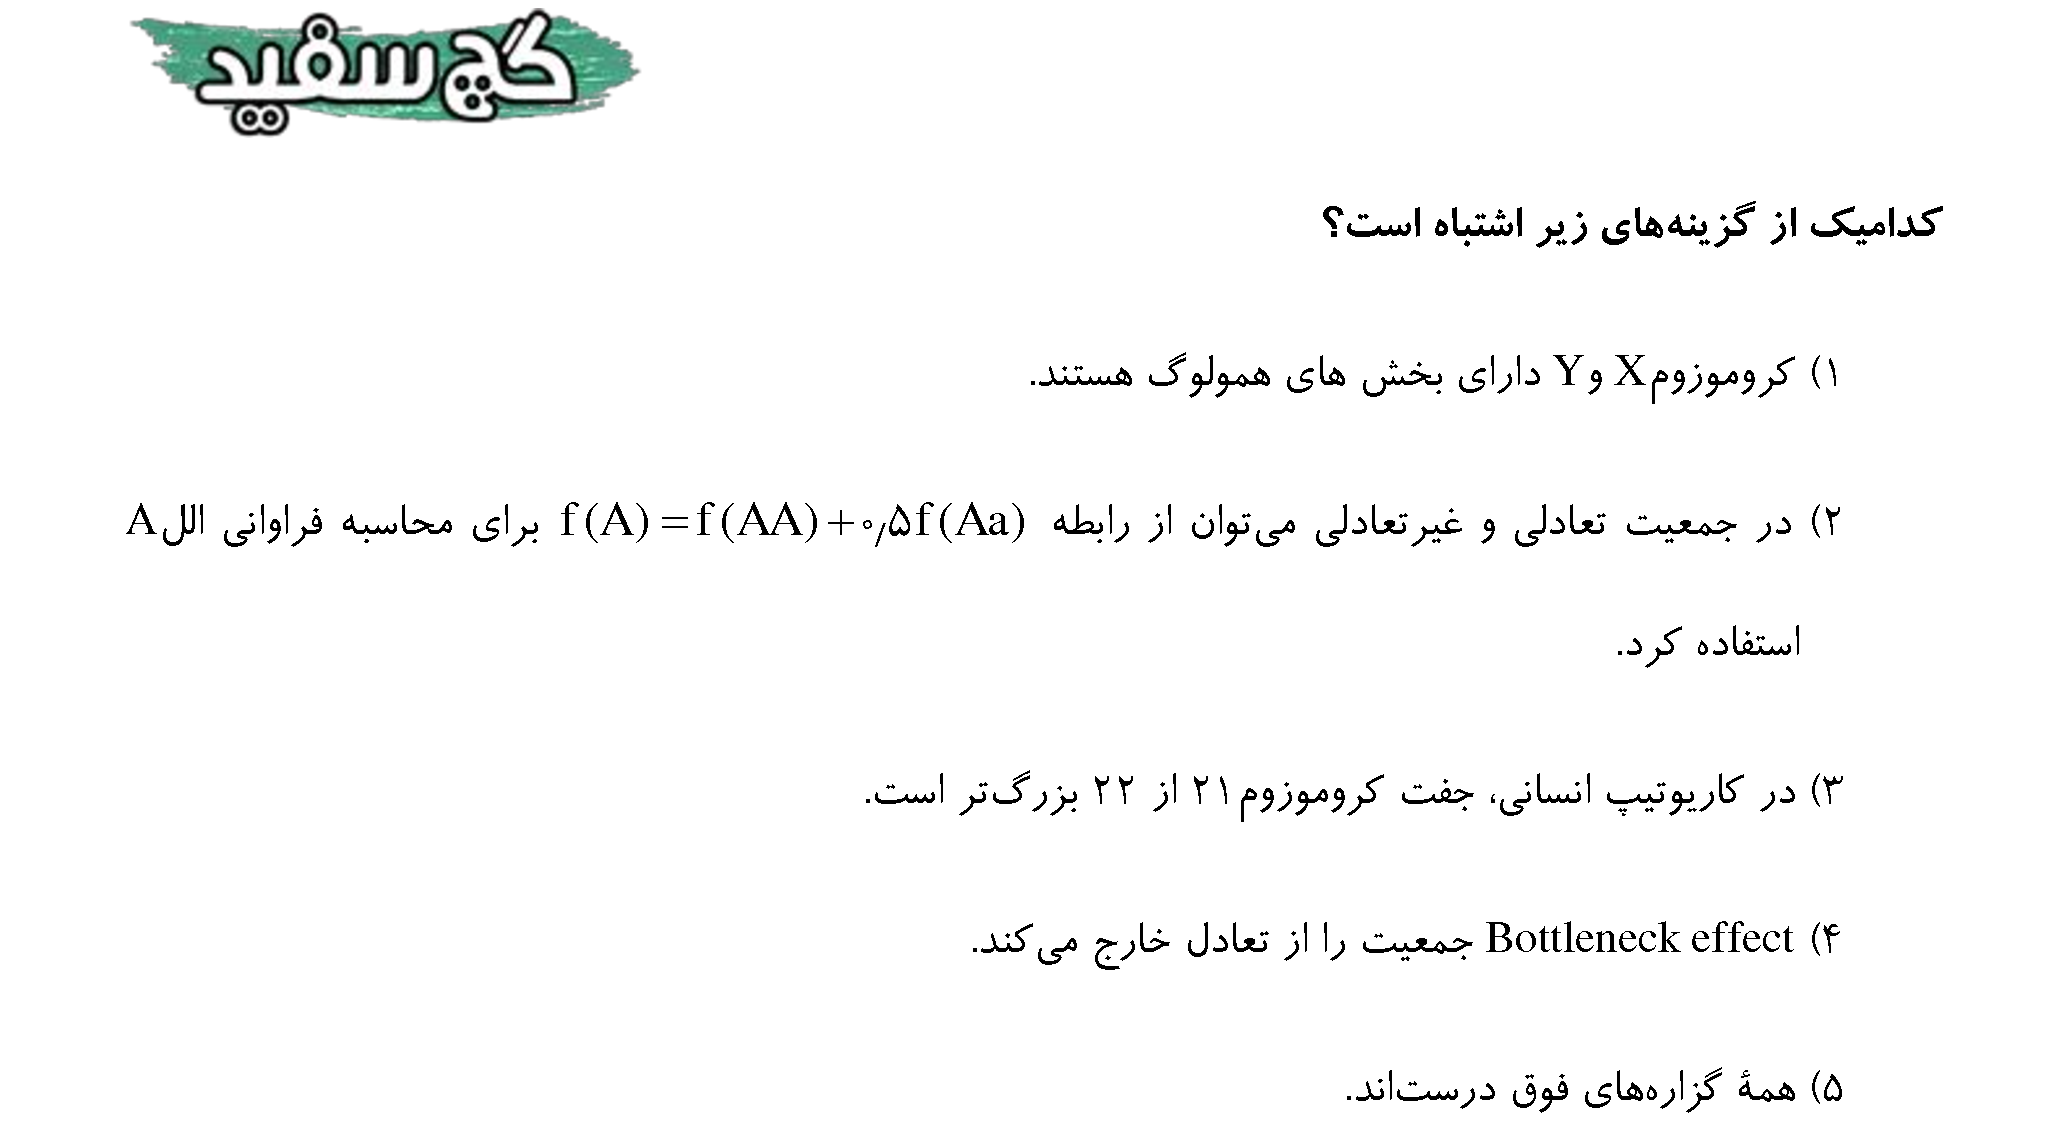 گچ سفید
کدامیک از گزینه‌های زیر اشتباه است؟
۱) کروموزوم X و Y دارای بخش های همولوگ هستند.
۲) در جمعیت تعادلی و غیرتعادلی می‌توان از رابطه f(A)=f(AA)+۰٫۵f(Aa) برای محاسبه فراوانی الل A
استفاده کرد.
۳) در کاریوتیپ انسانی، جفت کروموزوم ۲۱ از ۲۲ بزرگ‌تر است.
۴) Bottleneck effect جمعیت را از تعادل خارج می‌کند.
۵) همهٔ گزاره‌های فوق درست‌اند.